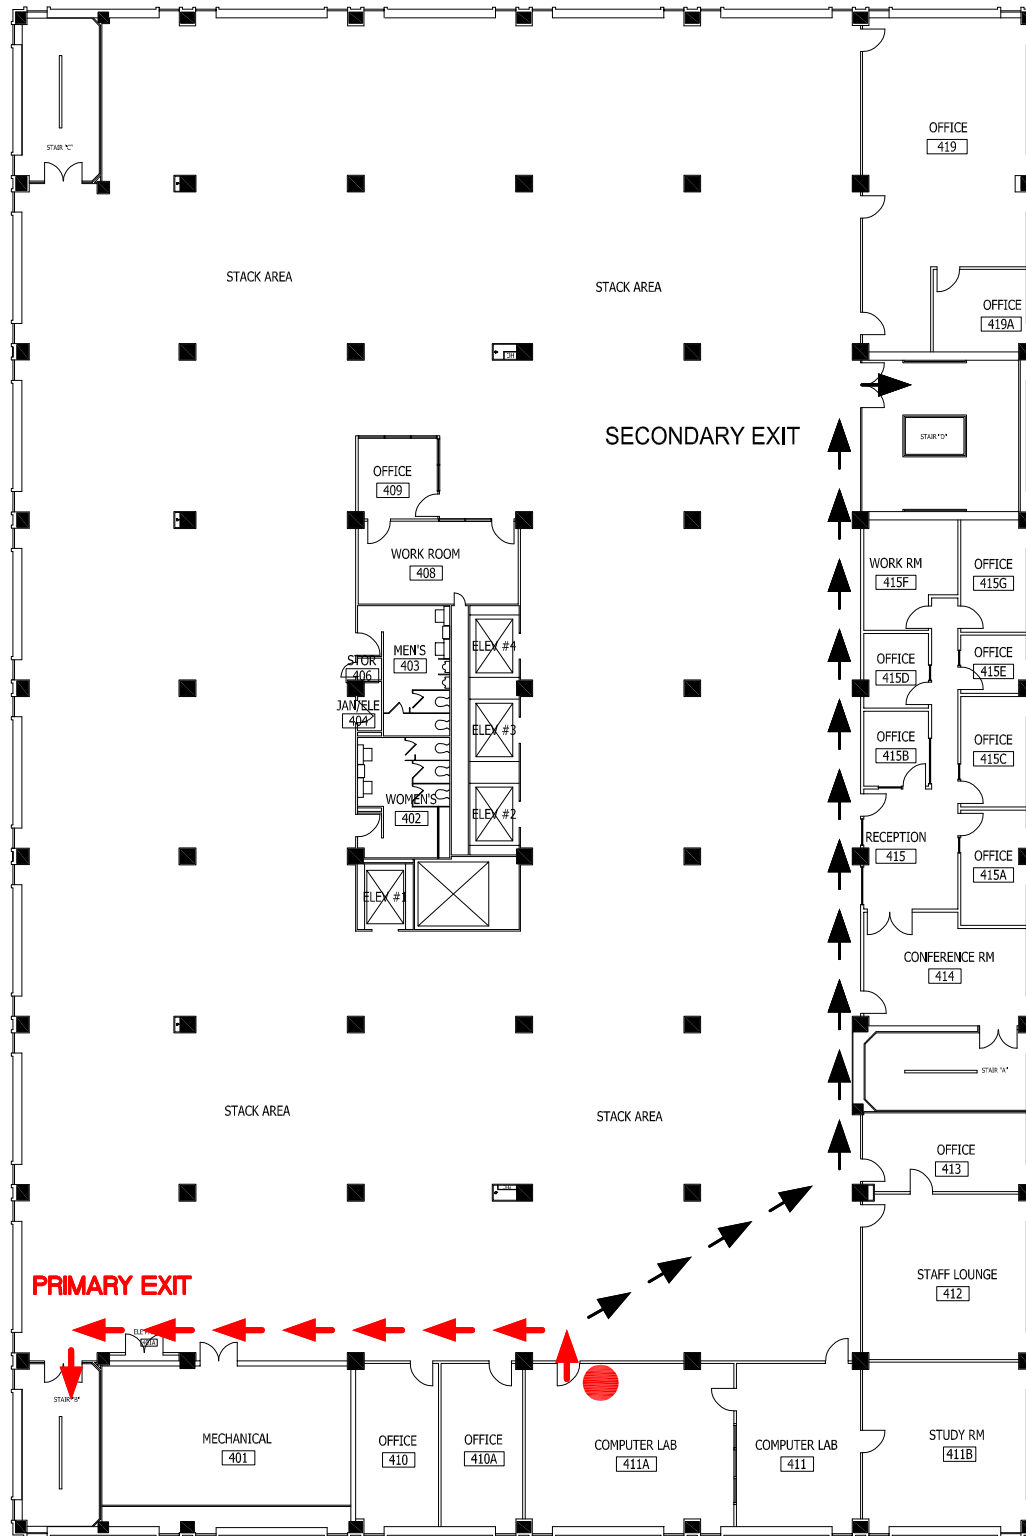 STAIR "C"
OFFICE
419
STACK AREA
STACK AREA
OFFICE
419A
SECONDARY EXIT
STAIR "D"
OFFICE
409
WORK ROOM
408
WORK RM
415F
OFFICE
415G
MEN'S
403
ELEV #4
STOR
406
OFFICE
415D
OFFICE
415E
JAN/ELE
404
ELEV #3
OFFICE
415B
OFFICE
415C
WOMEN'S
402
ELEV #2
RECEPTION
415
OFFICE
415A
ELEV #1
CONFERENCE RM
414
STAIR "A"
STACK AREA
STACK AREA
OFFICE
413
PRIMARY EXIT
STAFF LOUNGE
412
STAIR "B"
MECHANICAL
401
OFFICE
410
OFFICE
410A
COMPUTER LAB
411A
COMPUTER LAB
411
STUDY RM
411B